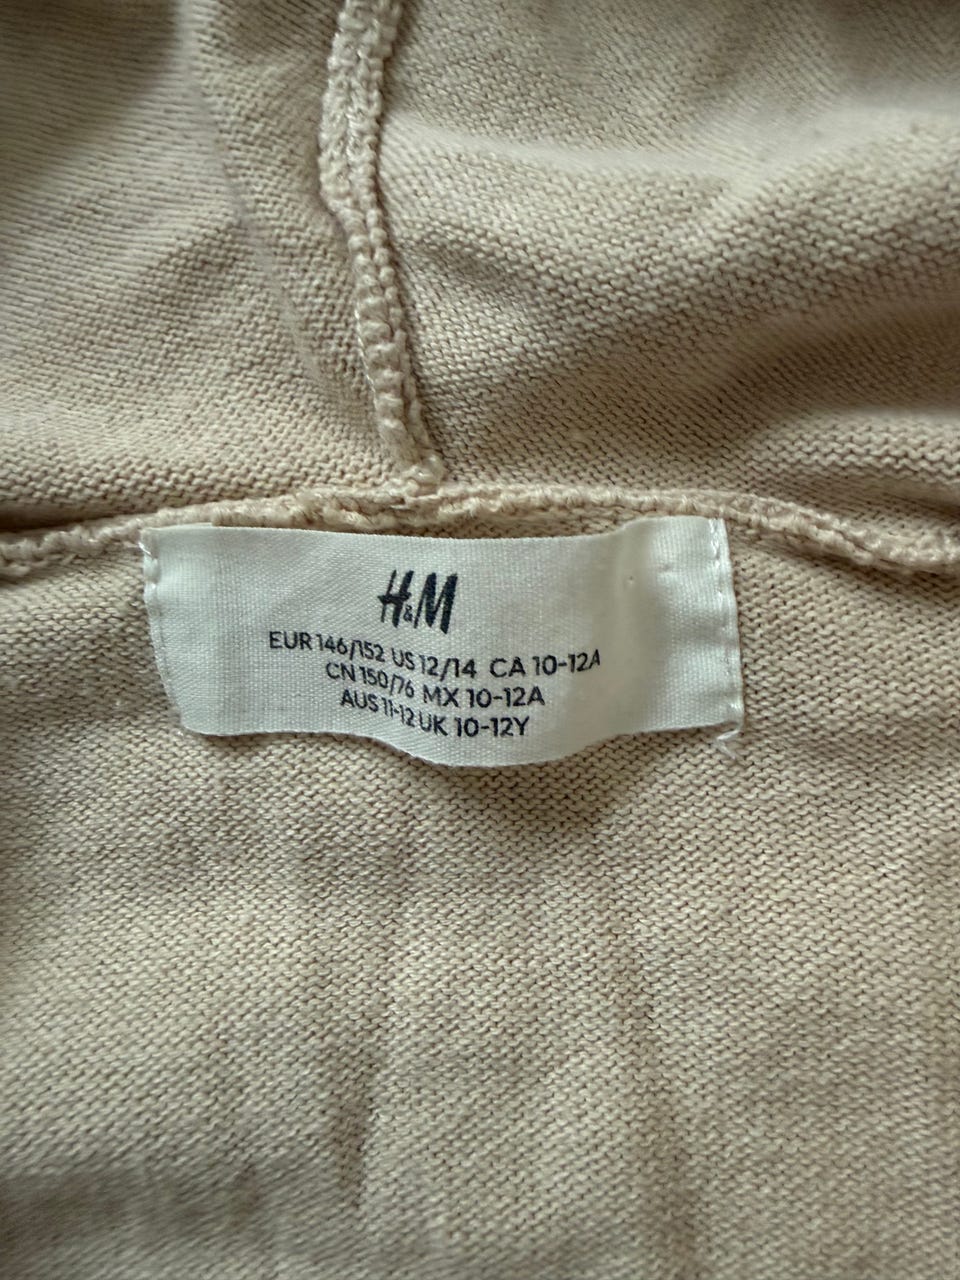 H&M
EUR 146/152 US 12/14 CA 10-12A
CN 150/76 MX 10-12A
AUS 11-12 UK 10-12Y